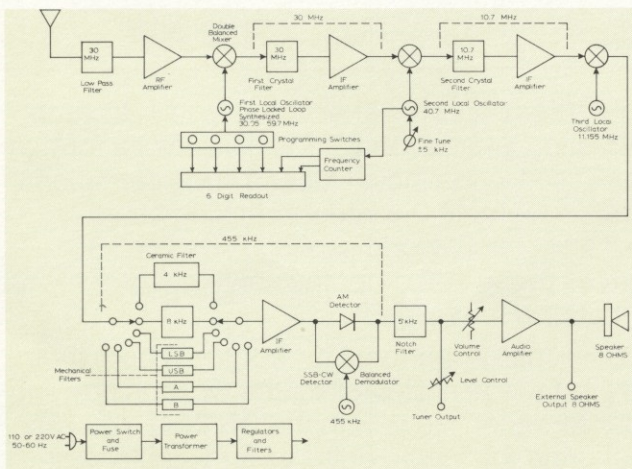 Double
Balanced
Mixer
30 MHz
10.7 MHz
30
MHz
30
MHz
10.7
MHz
Low Pass
Filter
RF
Amplifier
First Crystal
Filter
IF
Amplifier
Second Crystal
Filter
IF
Amplifier
First Local Oscillator
Phase Locked Loop
Synthesized
59.7 MHz
Second Local Oscillator
40.7 MHz
Third Local
Oscillator
11.155 MHz
Programming Switches
Fine Tune
±5 kHz
Frequency
Counter
6 Digit Readout
455 kHz
Ceramic Filter
4 kHz
8 kHz
LSB
USB
A
B
Mechanical
Filters
IF
Amplifier
AM
Detector
SSB-CW
Detector
Balanced
Demodulator
455 kHz
5 kHz
Notch
Filter
Volume
Control
Level Control
Tuner Output
Audio
Amplifier
Speaker
8 OHMS
External Speaker
Output 8 OHMS
110 or 220V AC
50-60 Hz
Power Switch
and
Fuse
Power
Transformer
Regulators
and
Filters